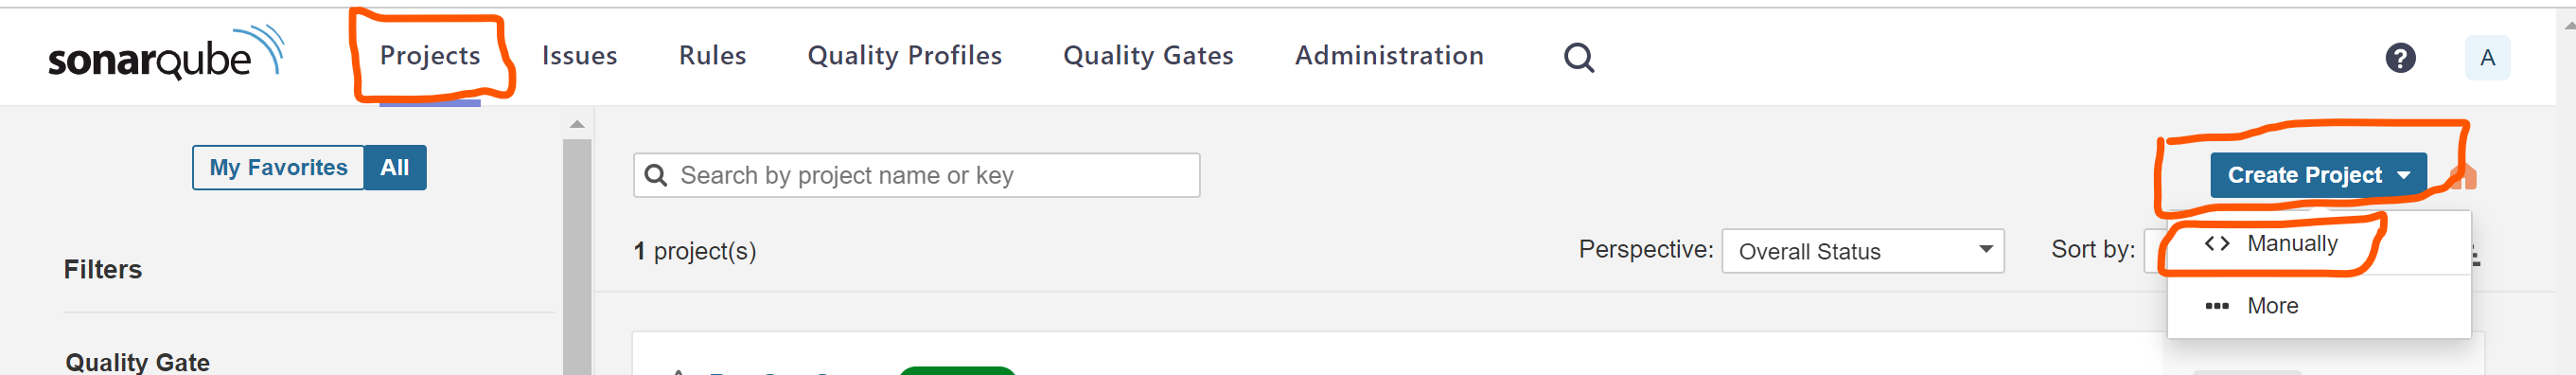 sonarqube Projects Issues Rules Quality Profiles Quality Gates Administration ? A
My Favorites All Search by project name or key Create Project
1 project(s) Perspective: Overall Status Sort by: Manually
Filters
More
Quality Gate